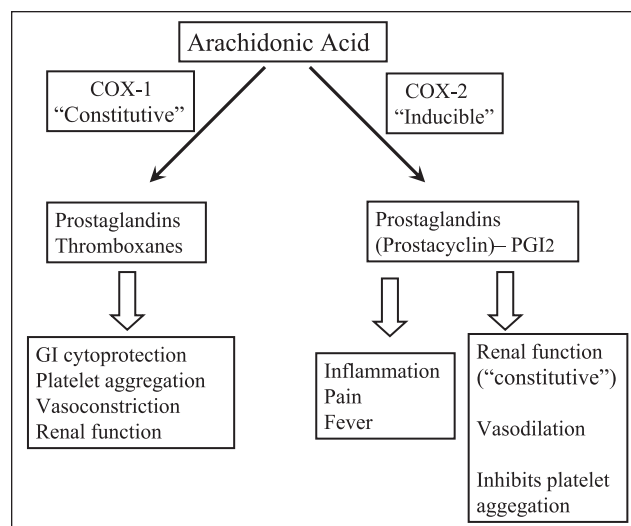 Arachidonic Acid
COX-1
“Constitutive”
COX-2
“Inducible”
Prostaglandins
Thromboxanes
Prostaglandins
(Prostacyclin)– PGI2
GI cytoprotection
Platelet aggregation
Vasoconstriction
Renal function
Inflammation
Pain
Fever
Renal function
(“constitutive”)
Vasodilation
Inhibits platelet
aggegation